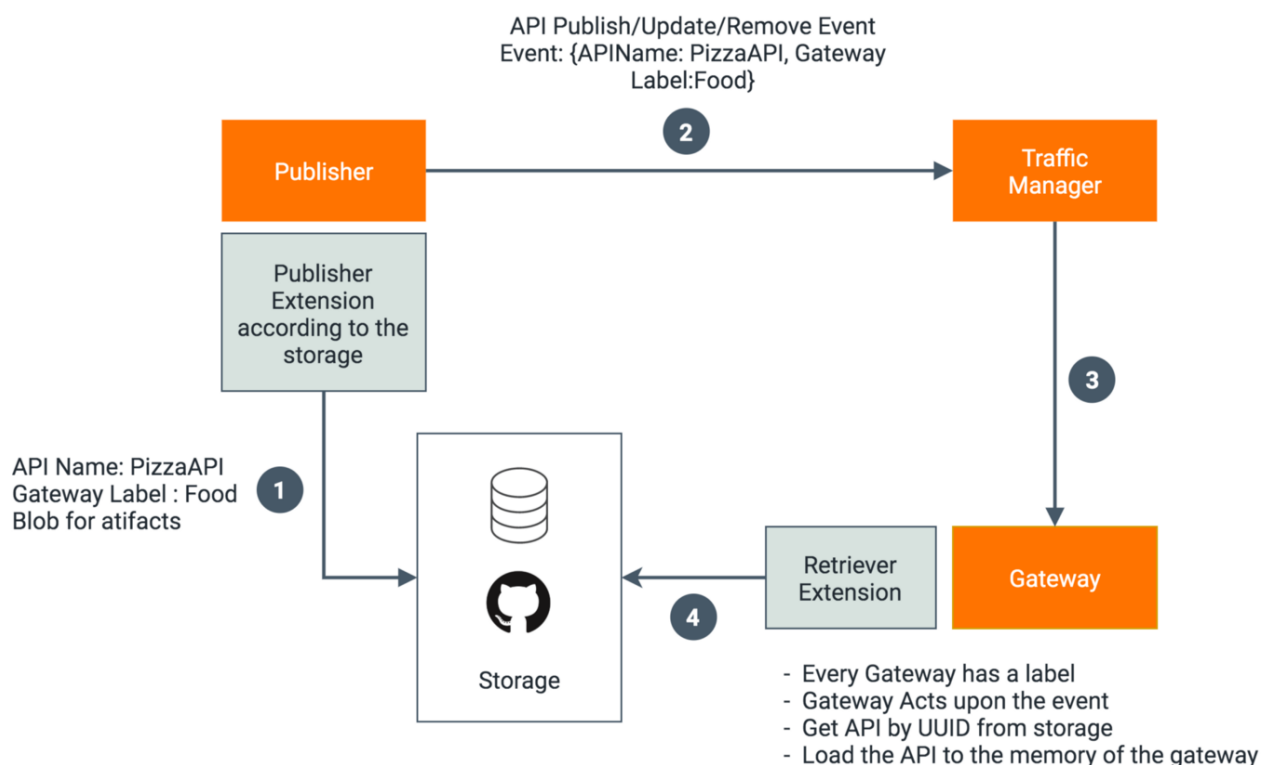 API Publish/Update/Remove Event
Event: {APIName: PizzaAPI, Gateway
Label:Food}
2
Publisher
Traffic
Manager
Publisher
Extension
according to the
storage
3
API Name: PizzaAPI
Gateway Label : Food
Blob for atifacts
1
Retriever
Extension
Gateway
4
Storage
- Every Gateway has a label
- Gateway Acts upon the event
- Get API by UUID from storage
- Load the API to the memory of the gateway